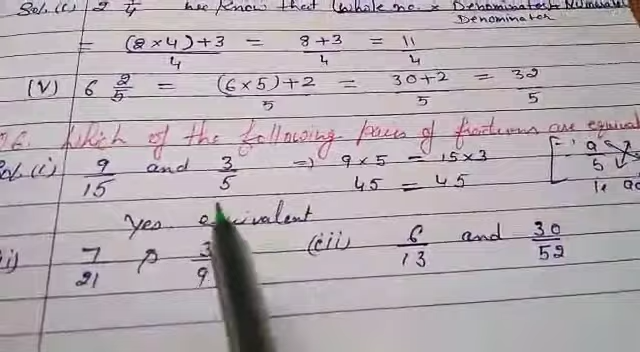 Sol. (i) 2 3/4 we know that (whole no. × Denominator + Numerator / Denominator
= (2×4)+3 / 4 = 8+3 / 4 = 11/4
(V) 6 2/5 = (6×5)+2 / 5 = 30+2 / 5 = 32/5
Q6. Which of the following pairs of fractions are equival
Sol. (i) 9/15 and 3/5 ⇒ 9×5 = 15×3
45 = 45
Yes equivalent
ii) 7/21 & 3/9 (iii) 6/13 and 30/52